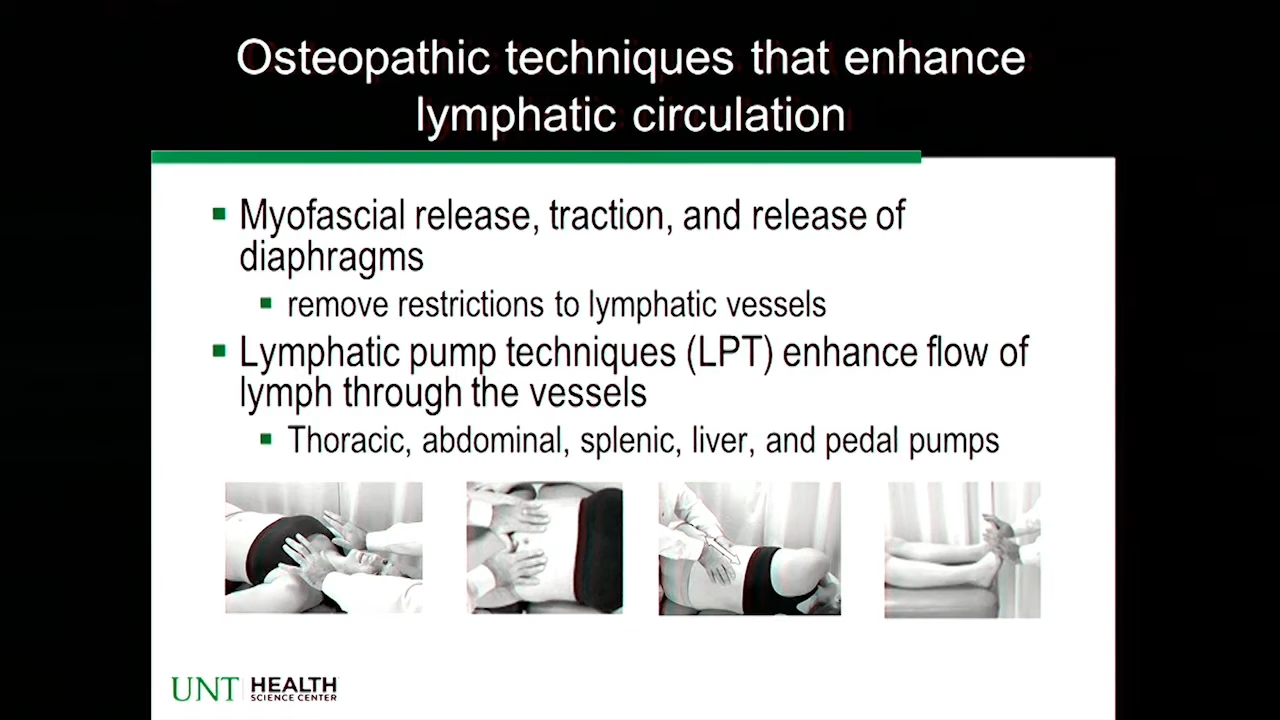 Osteopathic techniques that enhance
lymphatic circulation
Myofascial release, traction, and release of
diaphragms
remove restrictions to lymphatic vessels
Lymphatic pump techniques (LPT) enhance flow of
lymph through the vessels
Thoracic, abdominal, splenic, liver, and pedal pumps
UNT HEALTH
SCIENCE CENTER